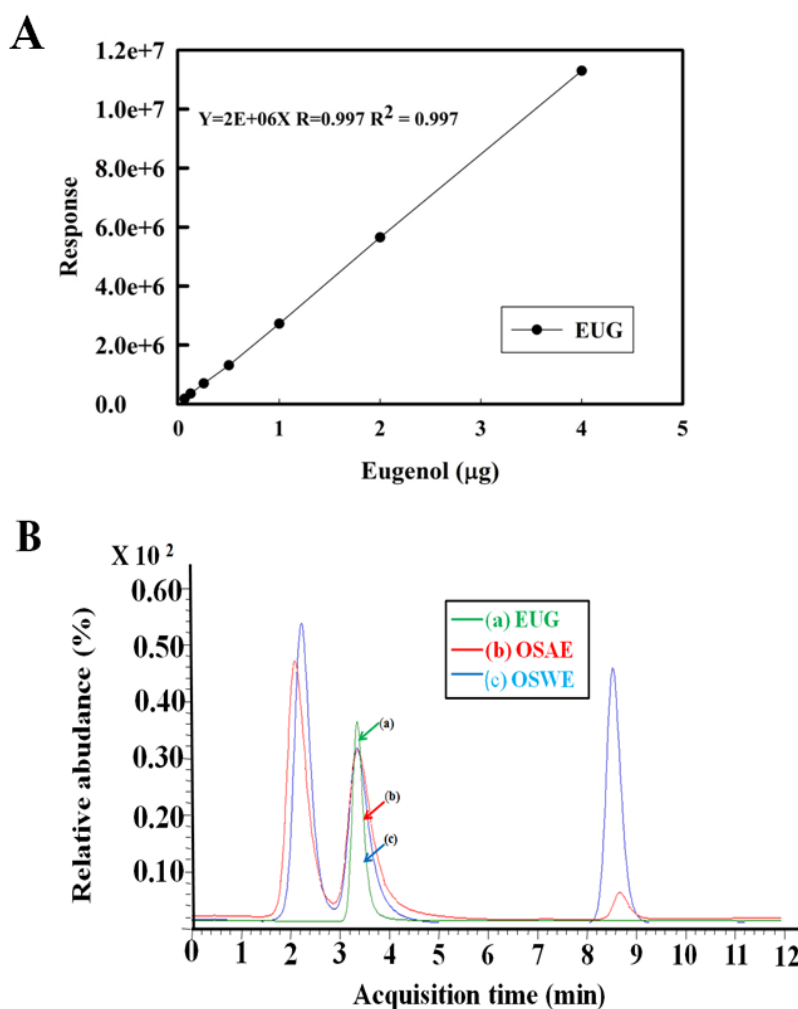 A
1.2e+7
1.0e+7
8.0e+6
6.0e+6
4.0e+6
2.0e+6
0.0
Response
Y=2E+06X R=0.997 R² = 0.997
EUG
0 1 2 3 4 5
Eugenol (μg)
B
X 10²
0.60
0.50
0.40
0.30
0.20
0.10
Relative abudance (%)
(a) EUG
(b) OSAE
(c) OSWE
(a)
(b)
(c)
0 1 2 3 4 5 6 7 8 9 10 11 12
Acquisition time (min)